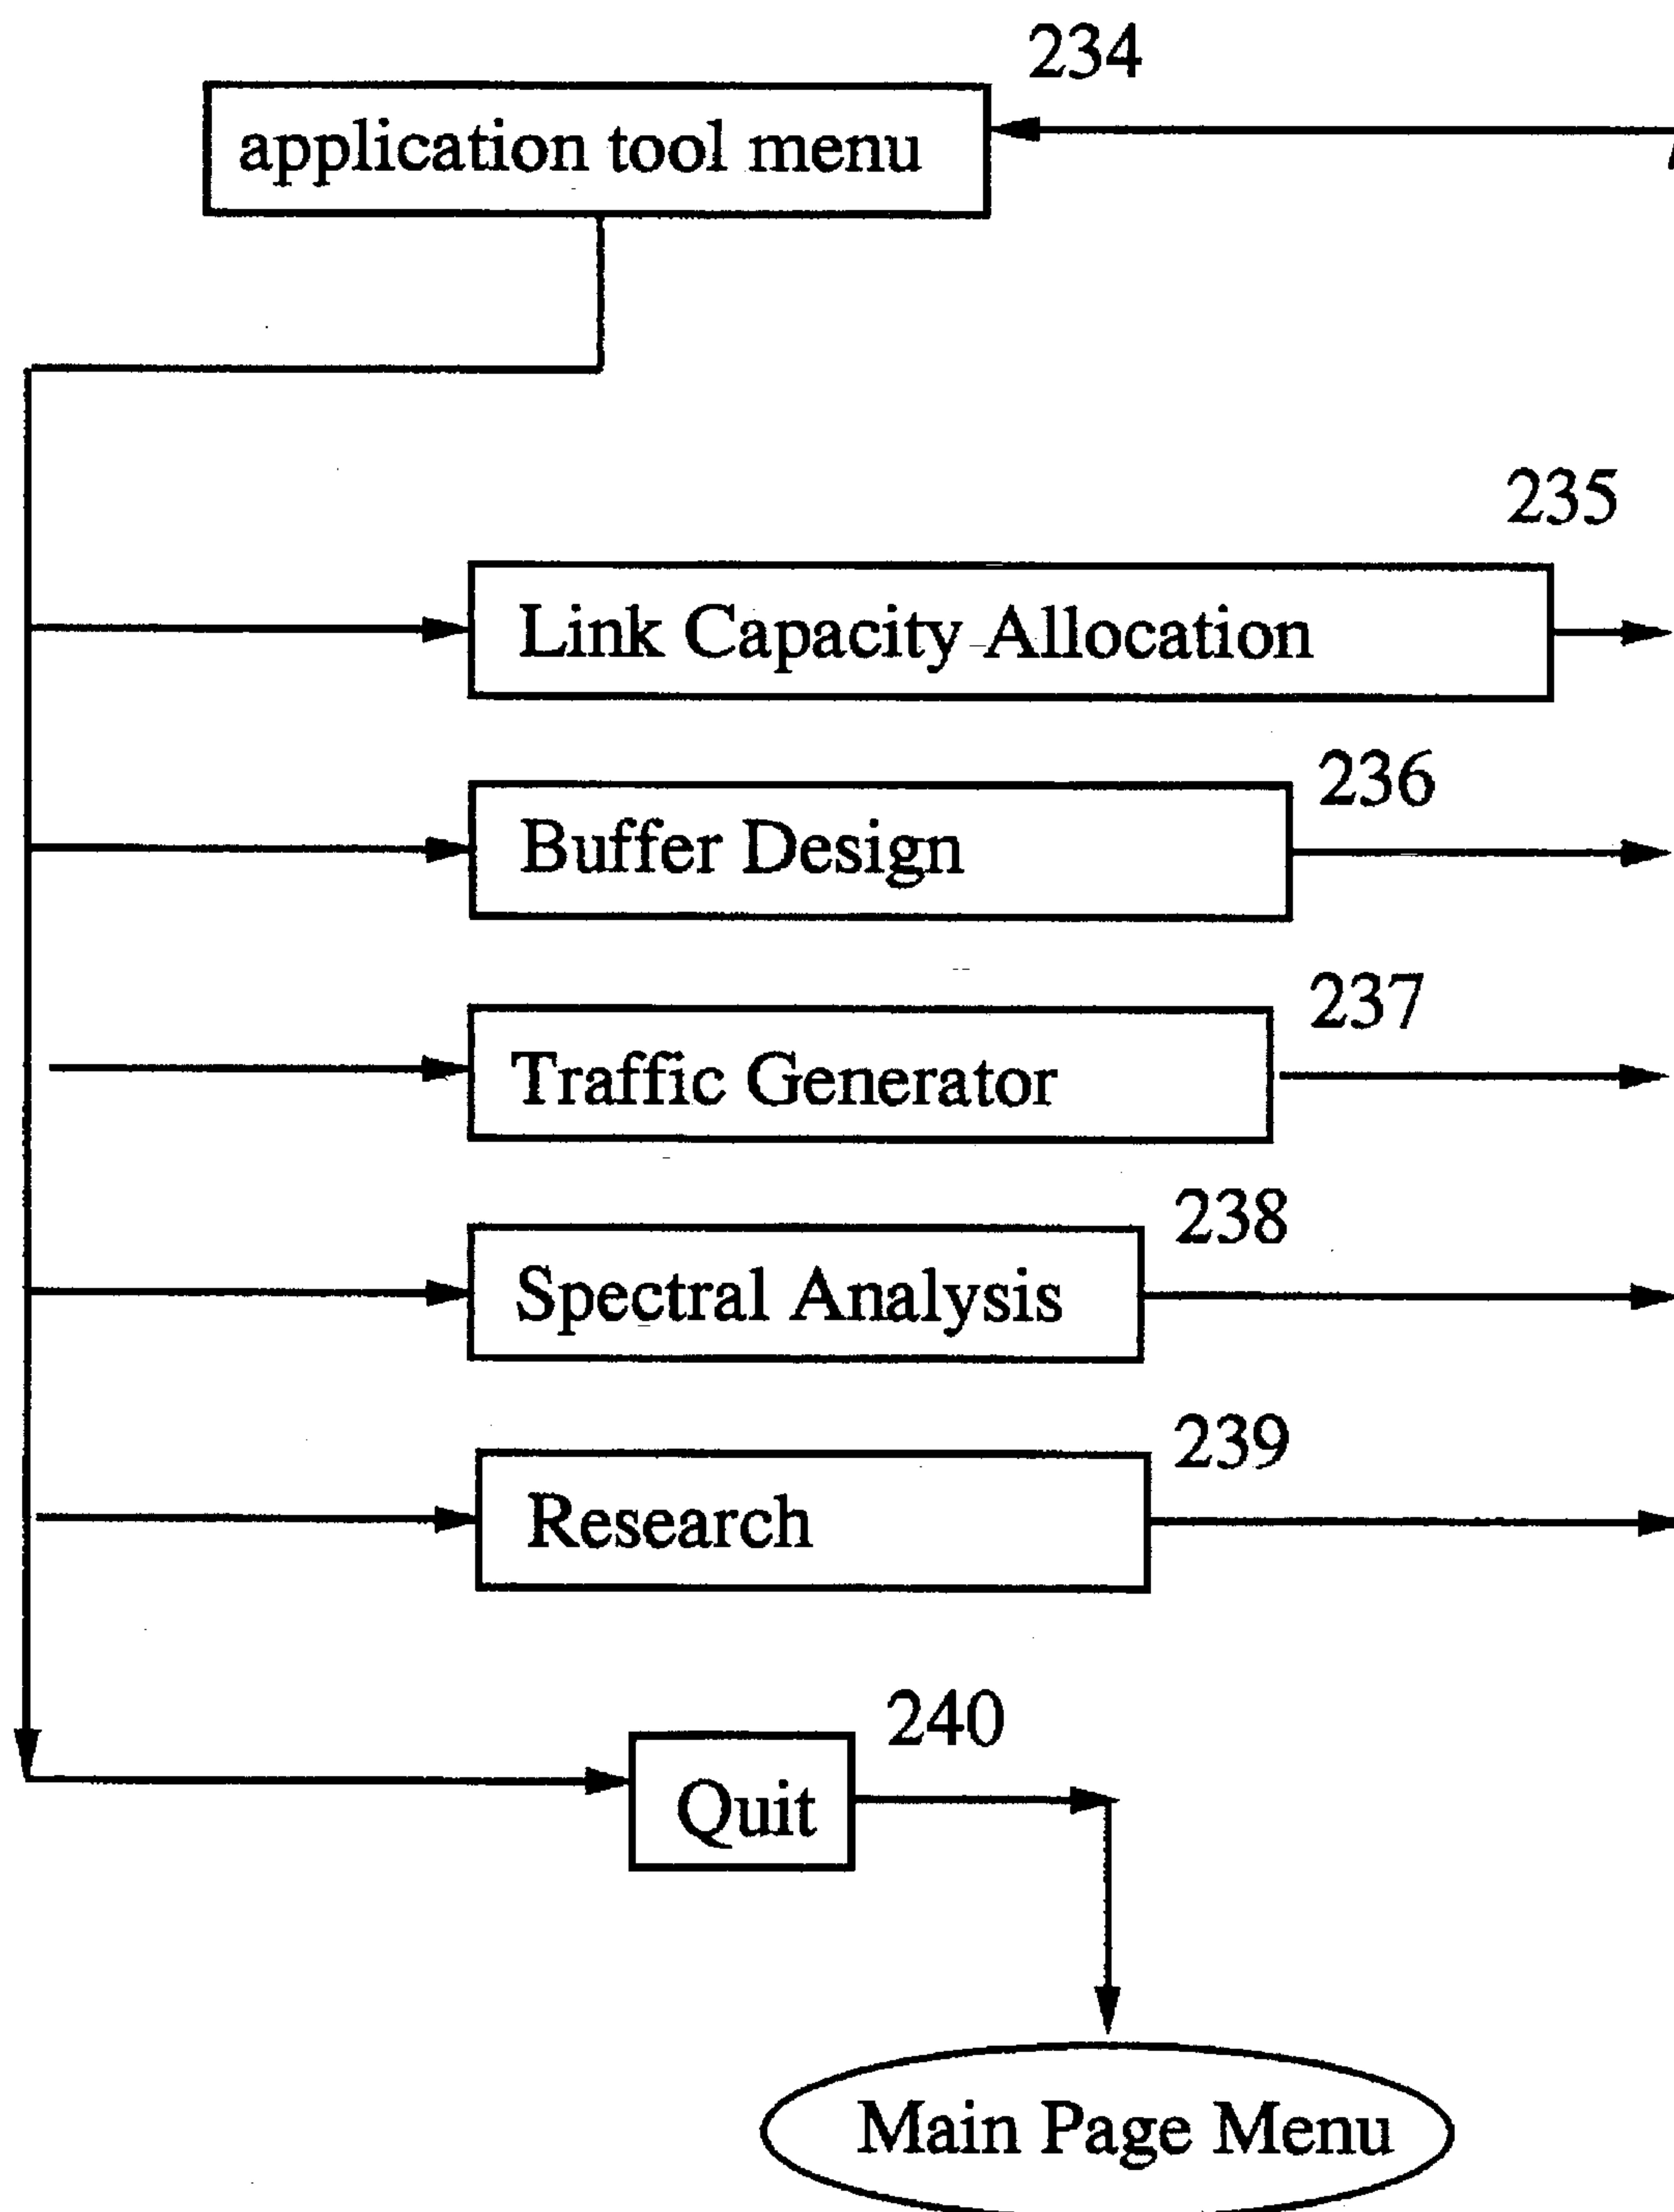 234
application tool menu
235
Link Capacity Allocation
236
Buffer Design
237
Traffic Generator
238
Spectral Analysis
239
Research
240
Quit
Main Page Menu